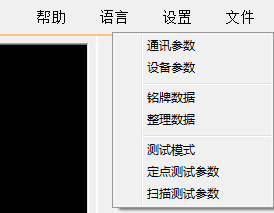 帮助 语言 设置 文件
通讯参数
设备参数
铭牌数据
整理数据
测试模式
定点测试参数
扫描测试参数